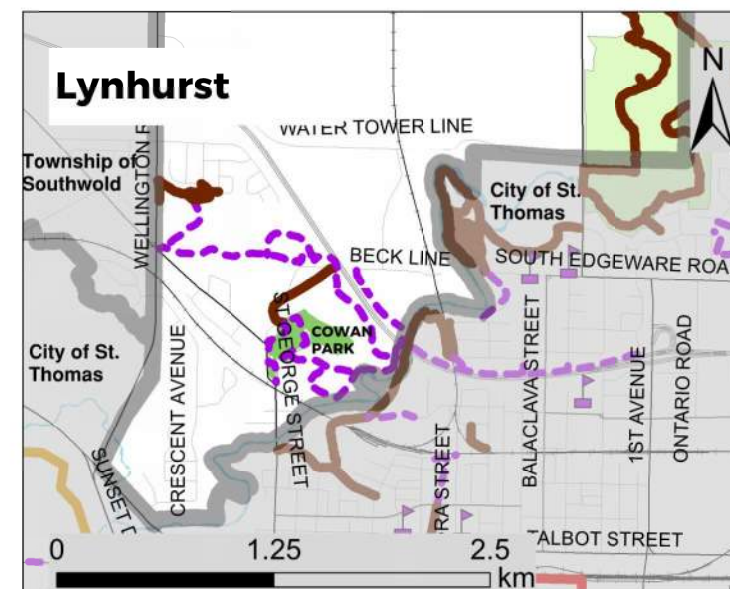 Lynhurst
N
WATER TOWER LINE
Township of
Southwold
City of St.
Thomas
WELLINGTON R
BECK LINE
SOUTH EDGEWARE ROA
ST GEORGE STREET
COWAN
PARK
City of St.
Thomas
CRESCENT AVENUE
BALACLAVA STREET
1ST AVENUE
ONTARIO ROAD
SUNSET D
RA STREET
TALBOT STREET
0 1.25 2.5
km